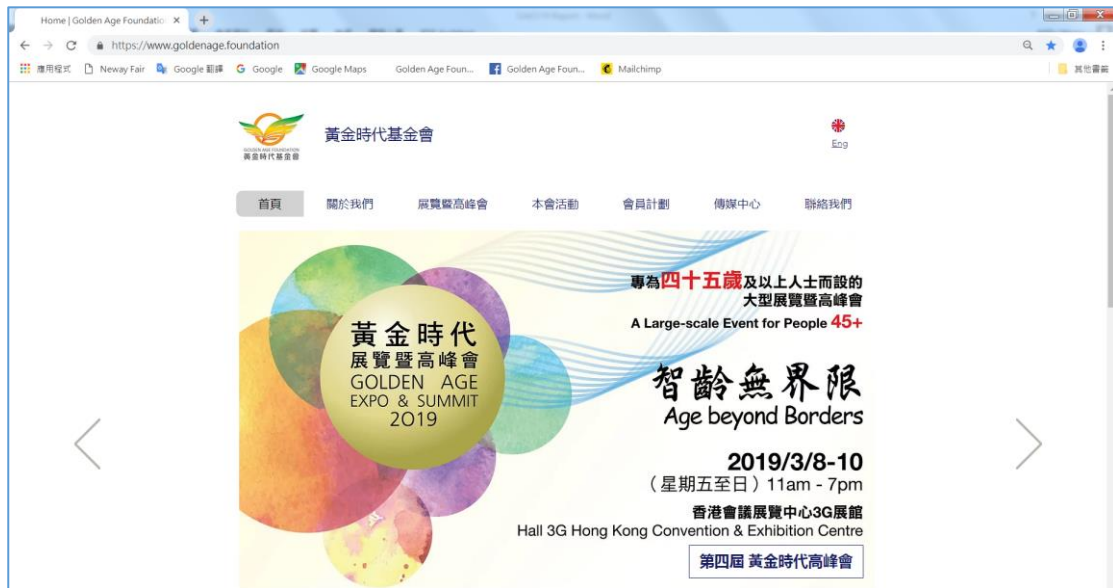 Home | Golden Age Foundatio
https://www.goldenage.foundation
應用程式 Neway Fair Google 翻譯 Google Google Maps Golden Age Foun... Golden Age Foun... Mailchimp 其他書籤
GOLDEN AGE FOUNDATION
黃金時代基金會
黃金時代基金會
Eng
首頁 關於我們 展覽暨高峰會 本會活動 會員計劃 傳媒中心 聯絡我們
黃金時代
展覽暨高峰會
GOLDEN AGE
EXPO & SUMMIT
2019
專為四十五歲及以上人士而設的
大型展覽暨高峰會
A Large-scale Event for People 45+
智齡無界限
Age beyond Borders
2019/3/8-10
（星期五至日）11am - 7pm
香港會議展覽中心3G展館
Hall 3G Hong Kong Convention & Exhibition Centre
第四屆 黃金時代高峰會